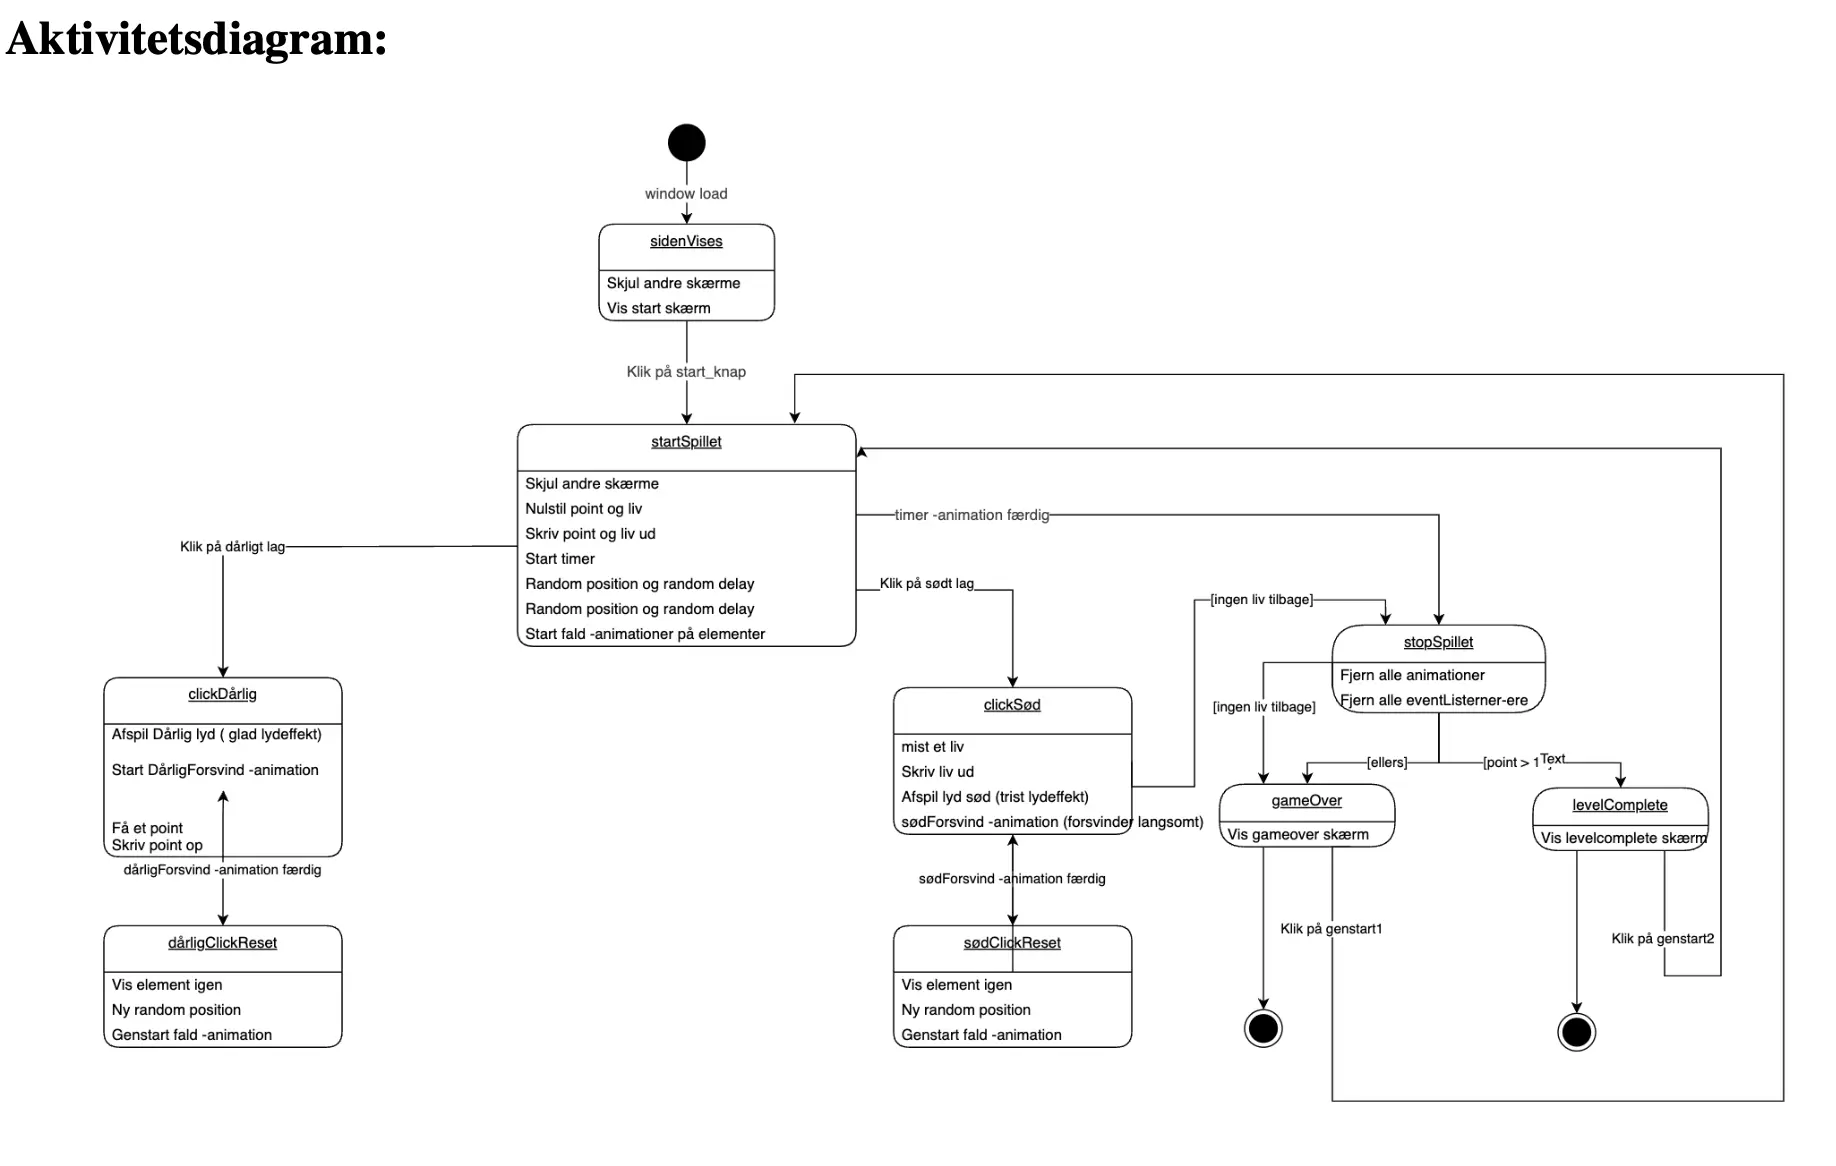 Aktivitetsdiagram:
window load
sidenVises
Skjul andre skærme
Vis start skærm
Klik på start_knap
startSpillet
Skjul andre skærme
Nulstil point og liv
Skriv point og liv ud
Start timer
Random position og random delay
Random position og random delay
Start fald -animationer på elementer
timer -animation færdig
Klik på dårligt lag
Klik på sødt lag
[ingen liv tilbage]
stopSpillet
Fjern alle animationer
Fjern alle eventListerner-ere
clickDårlig
Afspil Dårlig lyd ( glad lydeffekt)
Start DårligForsvind -animation
Få et point
Skriv point op
clickSød
mist et liv
Skriv liv ud
Afspil lyd sød (trist lydeffekt)
sødForsvind -animation (forsvinder langsomt)
[ingen liv tilbage]
[ellers]
[point > 1
Text
gameOver
Vis gameover skærm
levelComplete
Vis levelcomplete skærm
dårligForsvind -animation færdig
sødForsvind -animation færdig
dårligClickReset
Vis element igen
Ny random position
Genstart fald -animation
sødClickReset
Vis element igen
Ny random position
Genstart fald -animation
Klik på genstart1
Klik på genstart2